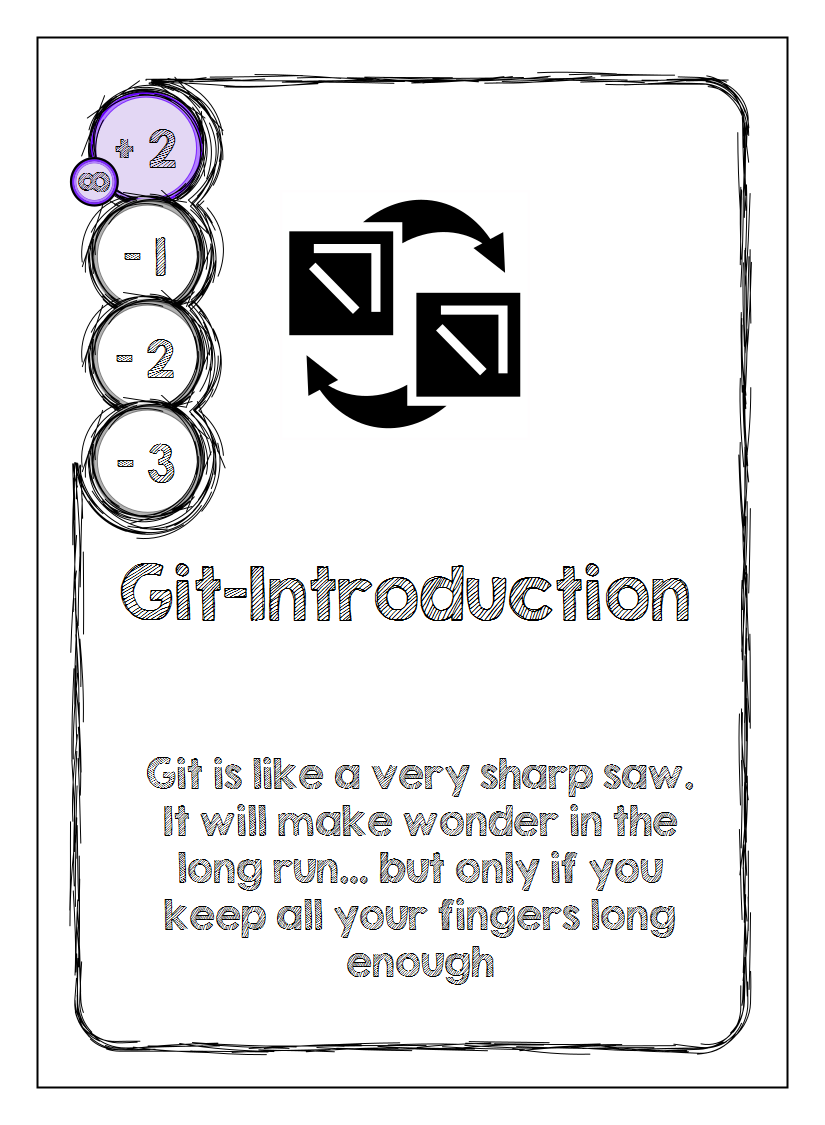 + 2
∞
- 1
- 2
- 3
Git-Introduction
Git is like a very sharp saw.
It will make wonder in the
long run... but only if you
keep all your fingers long
enough